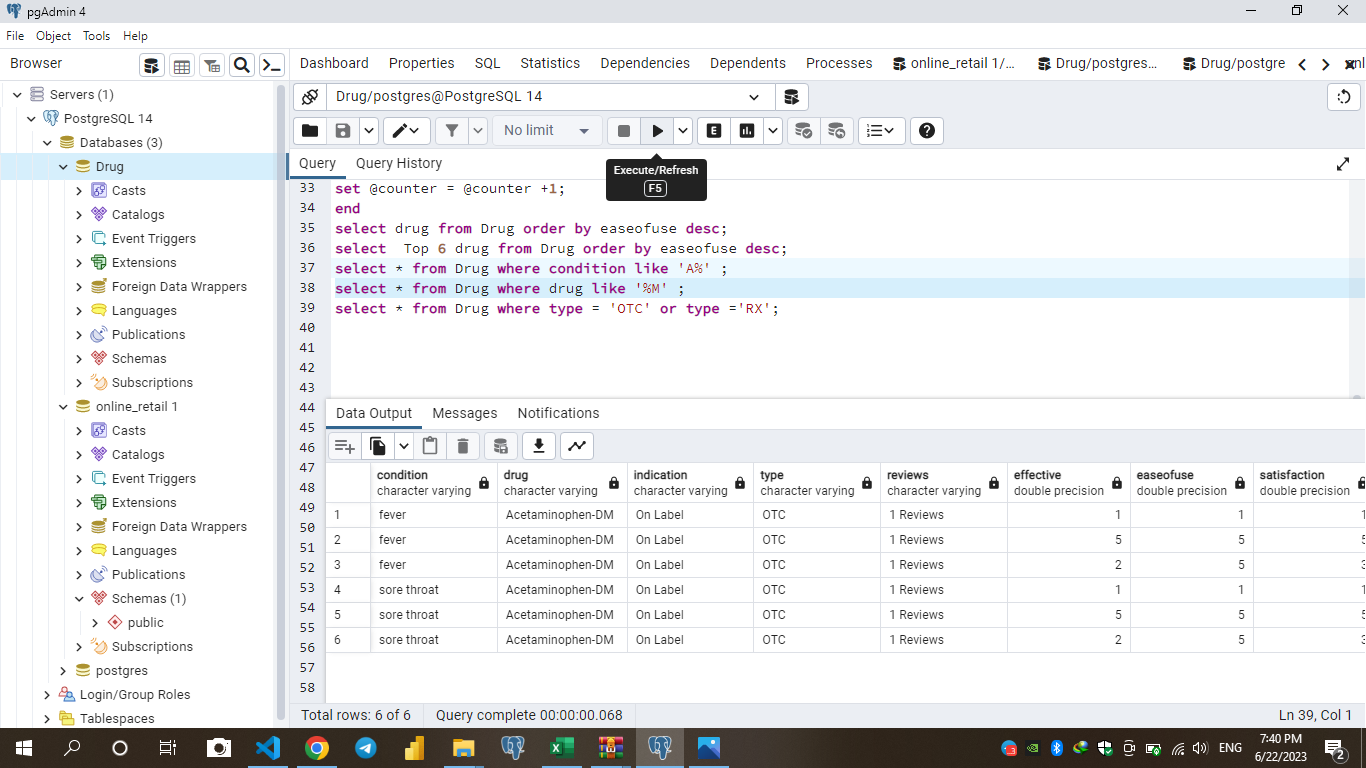 pgAdmin 4
File Object Tools Help
Browser
Dashboard Properties SQL Statistics Dependencies Dependents Processes online_retail 1/... Drug/postgres... Drug/postgre
Servers (1)
PostgreSQL 14
Databases (3)
Drug
Casts
Catalogs
Event Triggers
Extensions
Foreign Data Wrappers
Languages
Publications
Schemas
Subscriptions
online_retail 1
Casts
Catalogs
Event Triggers
Extensions
Foreign Data Wrappers
Languages
Publications
Schemas (1)
public
Subscriptions
postgres
Login/Group Roles
Tablespaces
Drug/postgres@PostgreSQL 14
No limit
E
Execute/Refresh
F5
Query Query History
33 set @counter = @counter +1;
34 end
35 select drug from Drug order by easeofuse desc;
36 select  Top 6 drug from Drug order by easeofuse desc;
37 select * from Drug where condition like 'A%' ;
38 select * from Drug where drug like '%M' ;
39 select * from Drug where type = 'OTC' or type ='RX';
40
41
42
43
44
45
46
47
48
49
50
51
52
53
54
55
56
57
58
Data Output Messages Notifications
condition drug indication type reviews effective easeofuse satisfaction
character varying character varying character varying character varying character varying double precision double precision double precision
1 fever Acetaminophen-DM On Label OTC 1 Reviews 1 1 1
2 fever Acetaminophen-DM On Label OTC 1 Reviews 5 5 5
3 fever Acetaminophen-DM On Label OTC 1 Reviews 2 5 3
4 sore throat Acetaminophen-DM On Label OTC 1 Reviews 1 1 1
5 sore throat Acetaminophen-DM On Label OTC 1 Reviews 5 5 5
6 sore throat Acetaminophen-DM On Label OTC 1 Reviews 2 5 3
Total rows: 6 of 6 Query complete 00:00:00.068 Ln 39, Col 1
ENG
7:40 PM
6/22/2023
2